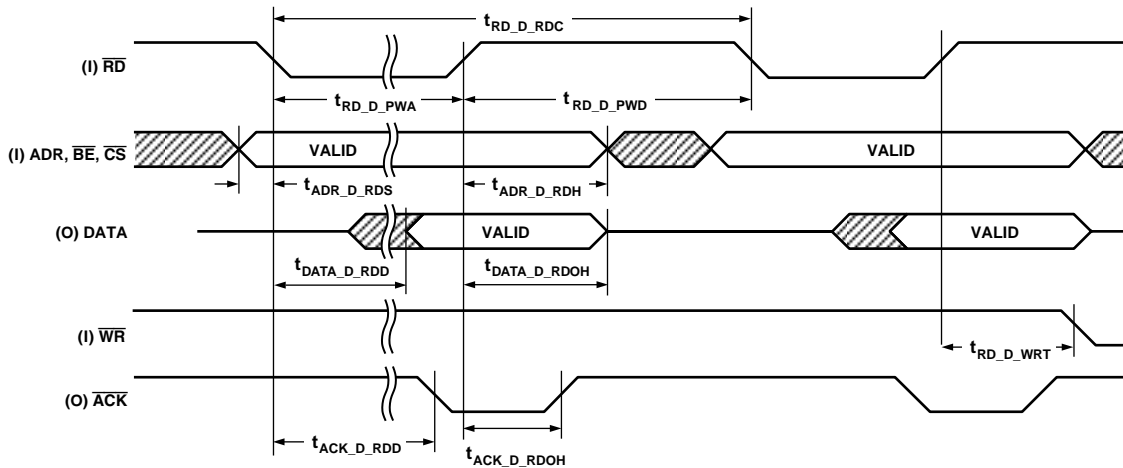 tRD_D_RDC
(I) RD
tRD_D_PWA
tRD_D_PWD
(I) ADR, BE, CS
VALID
VALID
tADR_D_RDS
tADR_D_RDH
(O) DATA
VALID
VALID
tDATA_D_RDD
tDATA_D_RDOH
(I) WR
tRD_D_WRT
(O) ACK
tACK_D_RDD
tACK_D_RDOH